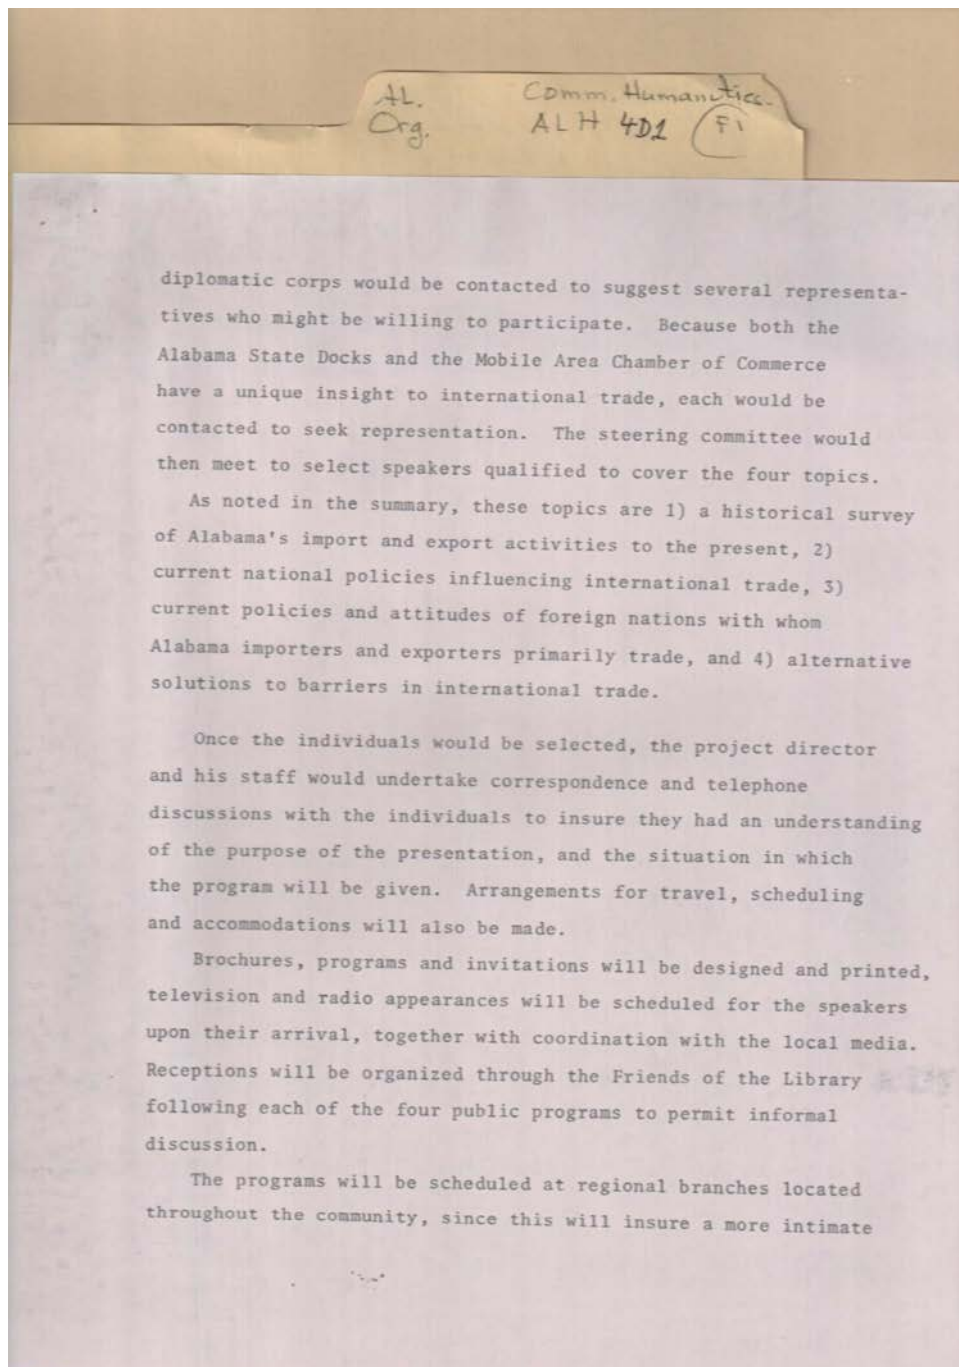 AL. Comm. Humanities.
Org. ALH 4D1 F1
diplomatic corps would be contacted to suggest several representa-
tives who might be willing to participate. Because both the
Alabama State Docks and the Mobile Area Chamber of Commerce
have a unique insight to international trade, each would be
contacted to seek representation. The steering committee would
then meet to select speakers qualified to cover the four topics.
As noted in the summary, these topics are 1) a historical survey
of Alabama's import and export activities to the present, 2)
current national policies influencing international trade, 3)
current policies and attitudes of foreign nations with whom
Alabama importers and exporters primarily trade, and 4) alternative
solutions to barriers in international trade.
Once the individuals would be selected, the project director
and his staff would undertake correspondence and telephone
discussions with the individuals to insure they had an understanding
of the purpose of the presentation, and the situation in which
the program will be given. Arrangements for travel, scheduling
and accommodations will also be made.
Brochures, programs and invitations will be designed and printed,
television and radio appearances will be scheduled for the speakers
upon their arrival, together with coordination with the local media.
Receptions will be organized through the Friends of the Library
following each of the four public programs to permit informal
discussion.
The programs will be scheduled at regional branches located
throughout the community, since this will insure a more intimate